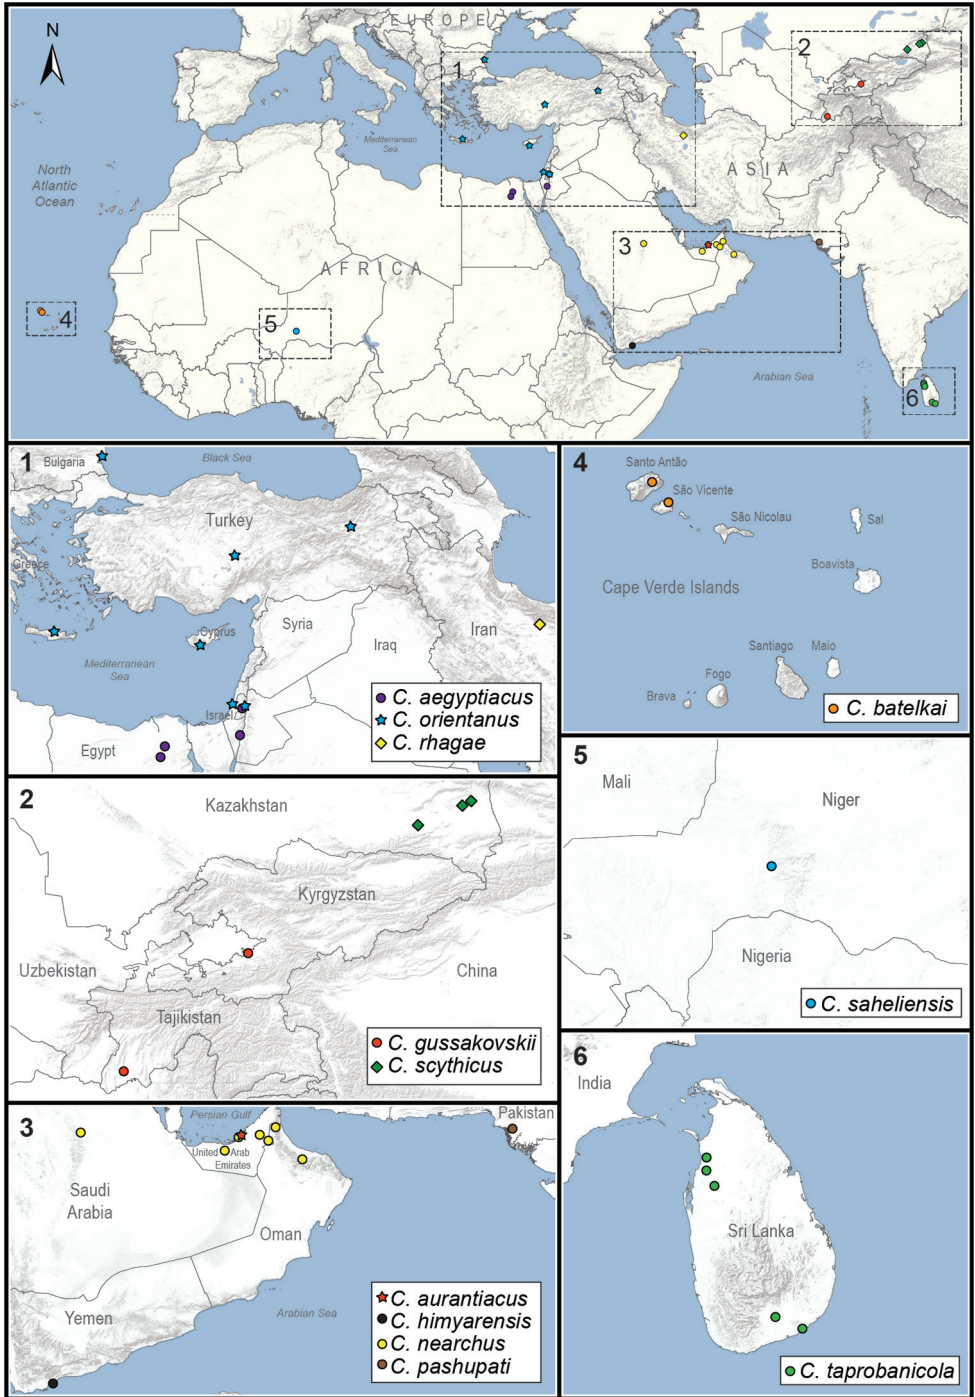 N
EUROPE
1
2
Mediterranean
Sea
ASIA
North
Atlantic
Ocean
3
AFRICA
4
5
Arabian Sea
6
1
Bulgaria
Black Sea
Turkey
Greece
Cyprus
Syria
Iraq
Iran
Mediterranean
Sea
Israel
Egypt
C. aegyptiacus
C. orientanus
C. rhagae
4
Santo Antão
São Vicente
São Nicolau
Sal
Boavista
Cape Verde Islands
Santiago
Maio
Fogo
Brava
C. batelkai
2
Kazakhstan
Kyrgyzstan
Uzbekistan
China
Tajikistan
C. gussakovskii
C. scythicus
5
Mali
Niger
Nigeria
C. saheliensis
3
Persian Gulf
Pakistan
United Arab
Emirates
Saudi
Arabia
Oman
Yemen
Arabian Sea
C. aurantiacus
C. himyarensis
C. nearchus
C. pashupati
6
India
Sri Lanka
C. taprobanicola